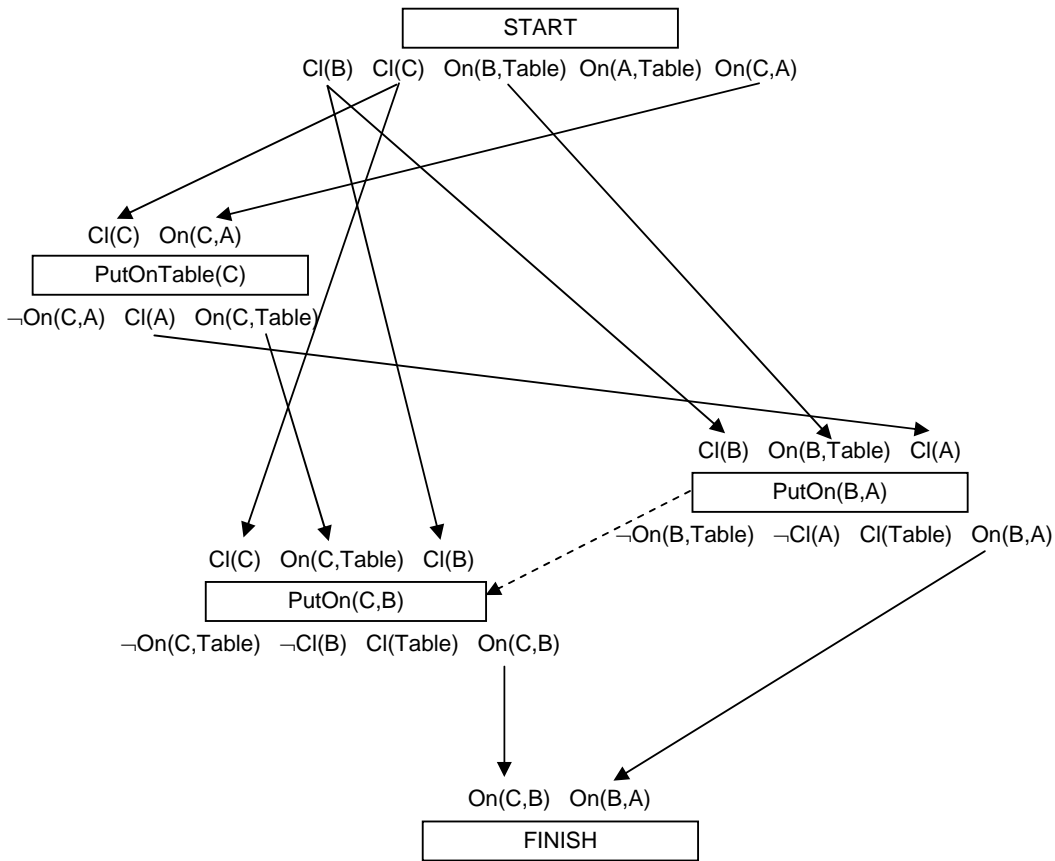 START
Cl(B) Cl(C) On(B,Table) On(A,Table) On(C,A)
Cl(C) On(C,A)
PutOnTable(C)
¬On(C,A) Cl(A) On(C,Table)
Cl(B) On(B,Table) Cl(A)
PutOn(B,A)
¬On(B,Table) ¬Cl(A) Cl(Table) On(B,A)
Cl(C) On(C,Table) Cl(B)
PutOn(C,B)
¬On(C,Table) ¬Cl(B) Cl(Table) On(C,B)
On(C,B) On(B,A)
FINISH